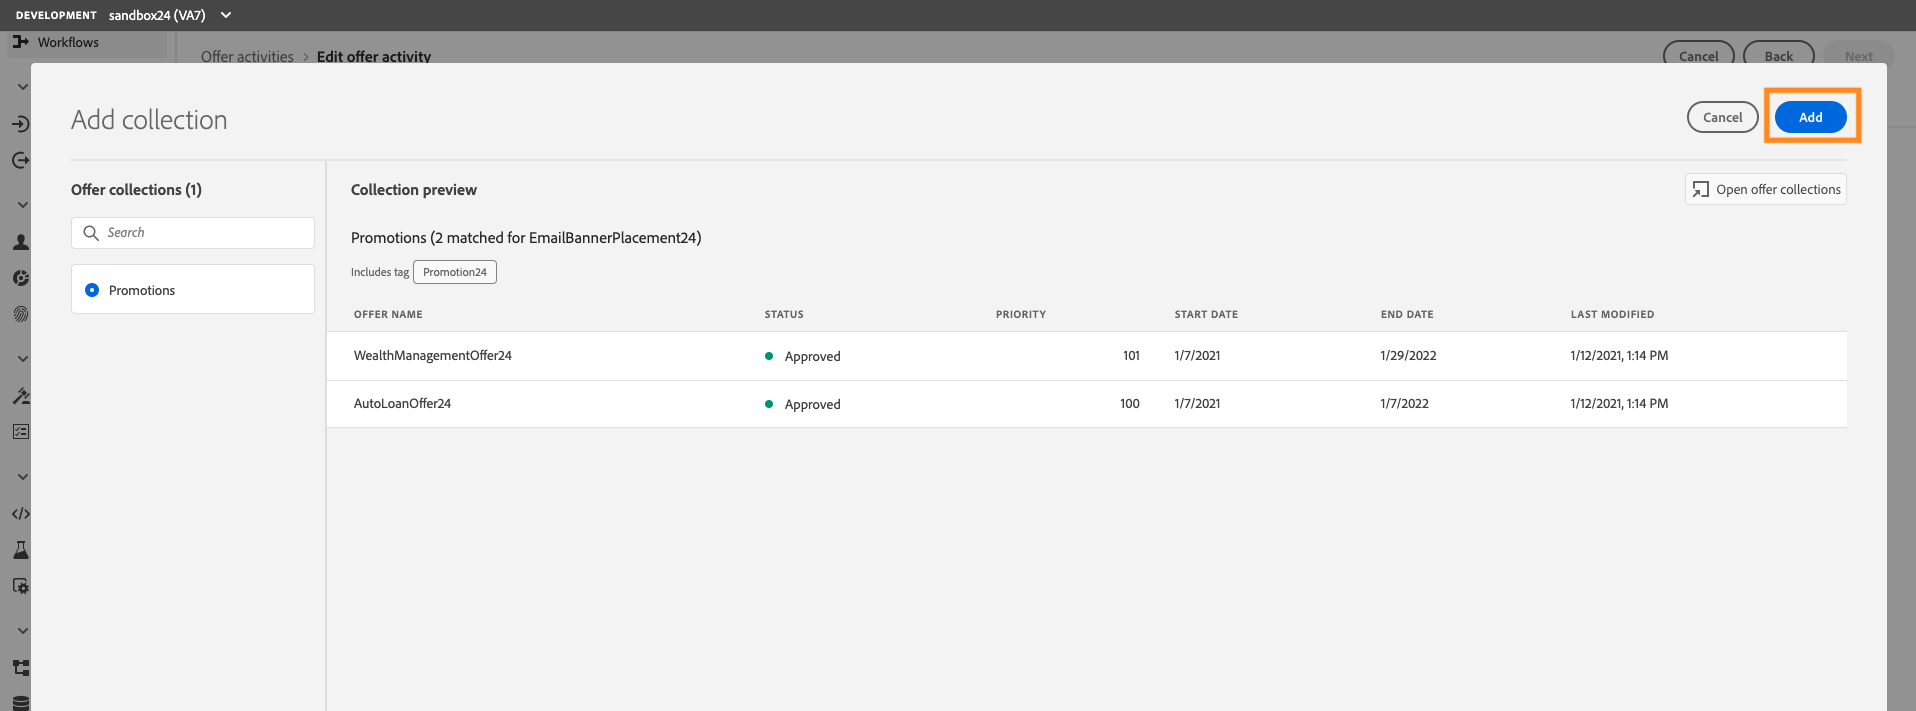 DEVELOPMENT sandbox24 (VA7)
Workflows
Offer activities > Edit offer activity
Cancel Back Next
Add collection
Cancel Add
Offer collections (1)
Search
Promotions
Collection preview
Open offer collections
Promotions (2 matched for EmailBannerPlacement24)
Includes tag Promotion24
OFFER NAME STATUS PRIORITY START DATE END DATE LAST MODIFIED
WealthManagementOffer24 Approved 101 1/7/2021 1/29/2022 1/12/2021, 1:14 PM
AutoLoanOffer24 Approved 100 1/7/2021 1/7/2022 1/12/2021, 1:14 PM